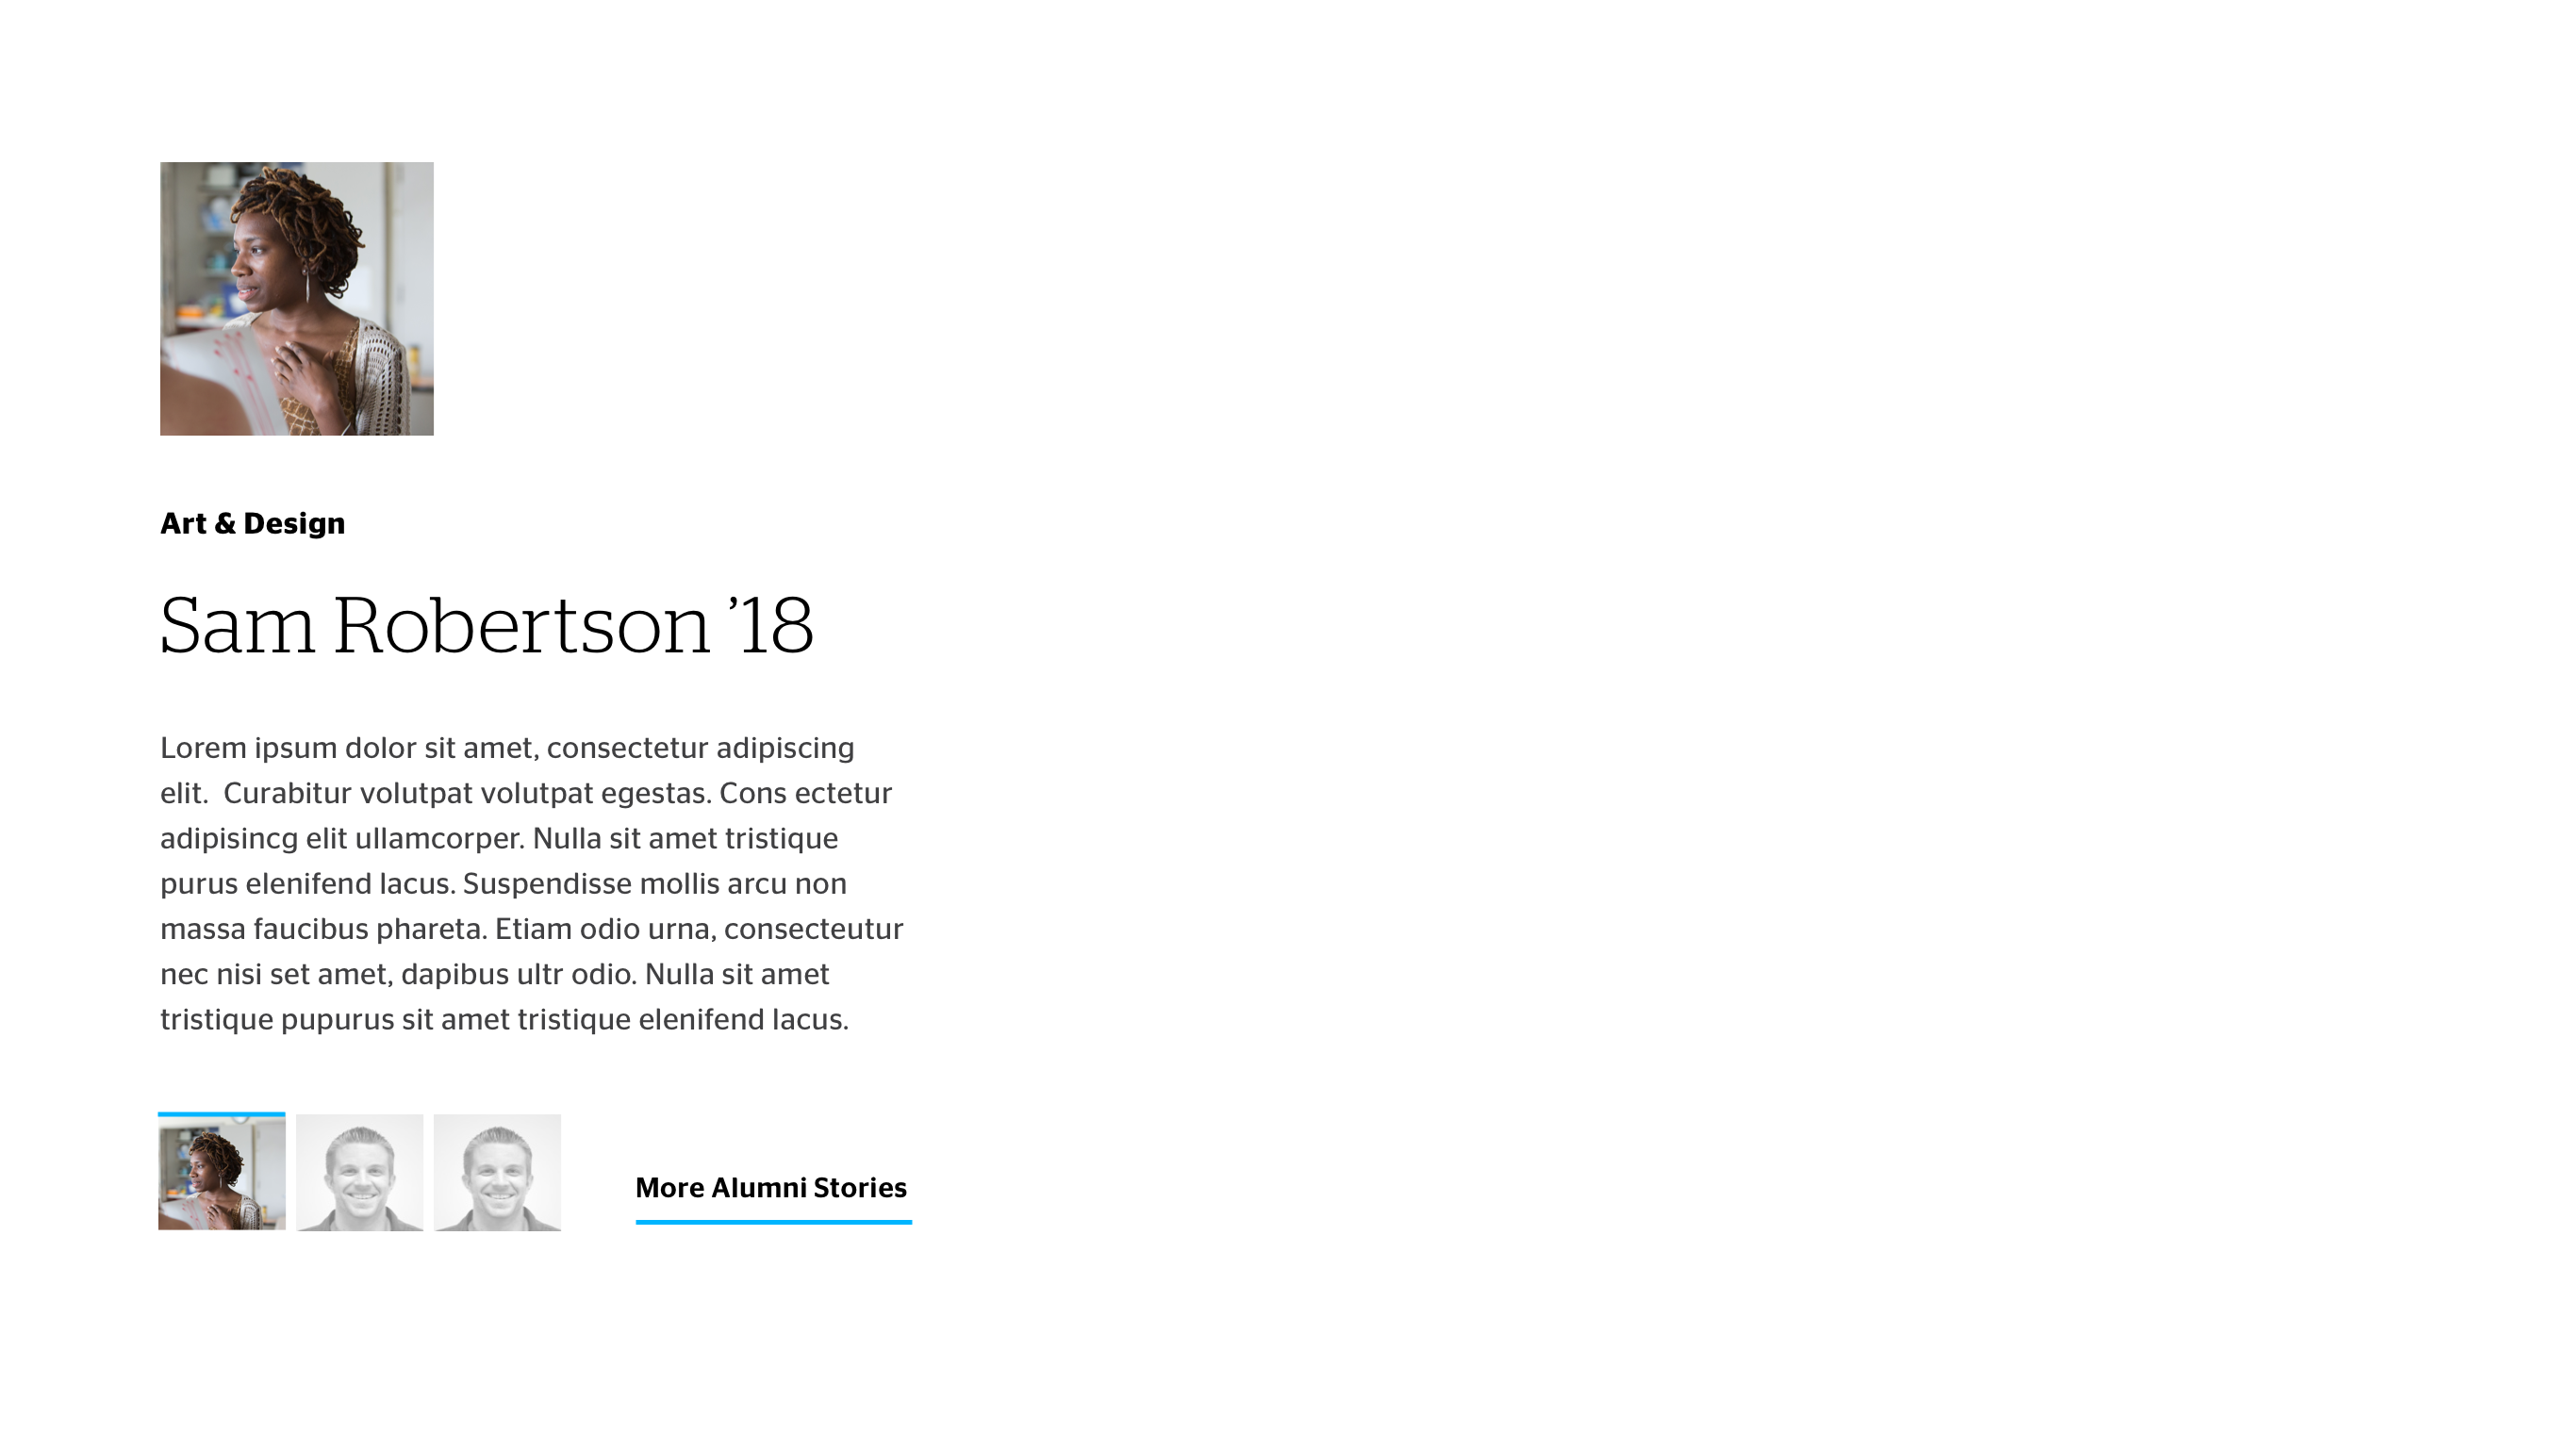 Art & Design
Sam Robertson ’18
Lorem ipsum dolor sit amet, consectetur adipiscing
elit.  Curabitur volutpat volutpat egestas. Cons ectetur
adipisincg elit ullamcorper. Nulla sit amet tristique
purus elenifend lacus. Suspendisse mollis arcu non
massa faucibus phareta. Etiam odio urna, consecteutur
nec nisi set amet, dapibus ultr odio. Nulla sit amet
tristique pupurus sit amet tristique elenifend lacus.
More Alumni Stories